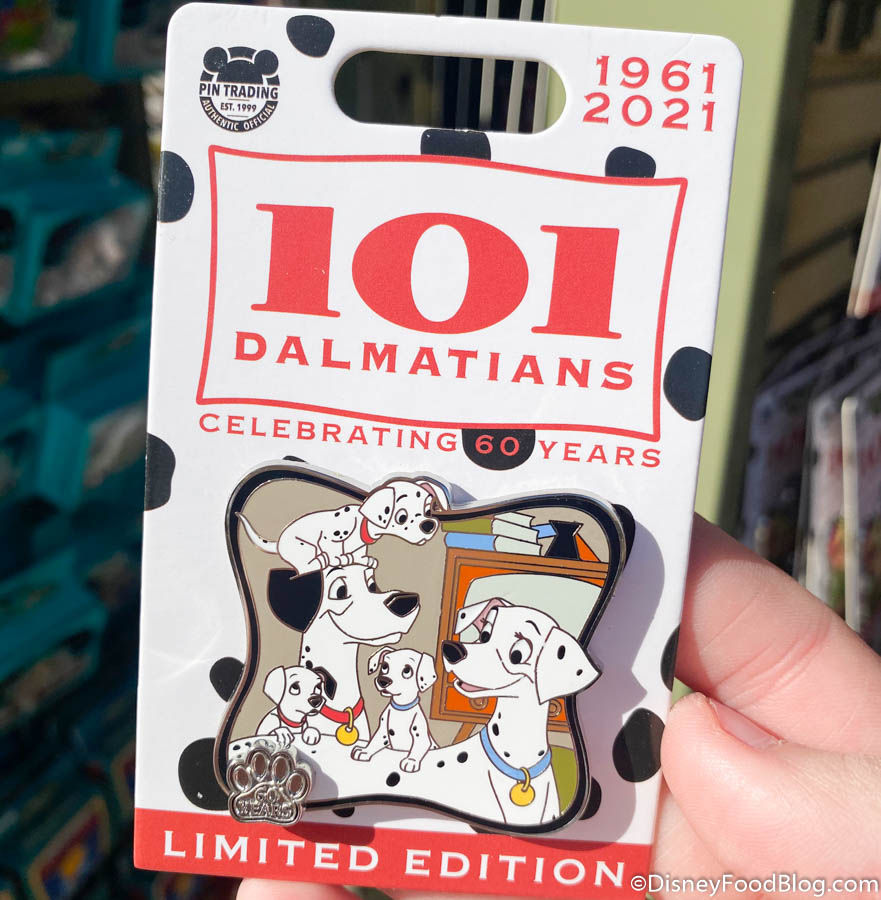 PIN TRADING
EST. 1999
AUTHENTIC OFFICIAL
1961
2021
101
DALMATIANS
CELEBRATING 60 YEARS
60
YEARS
LIMITED EDITION
©DisneyFoodBlog.com